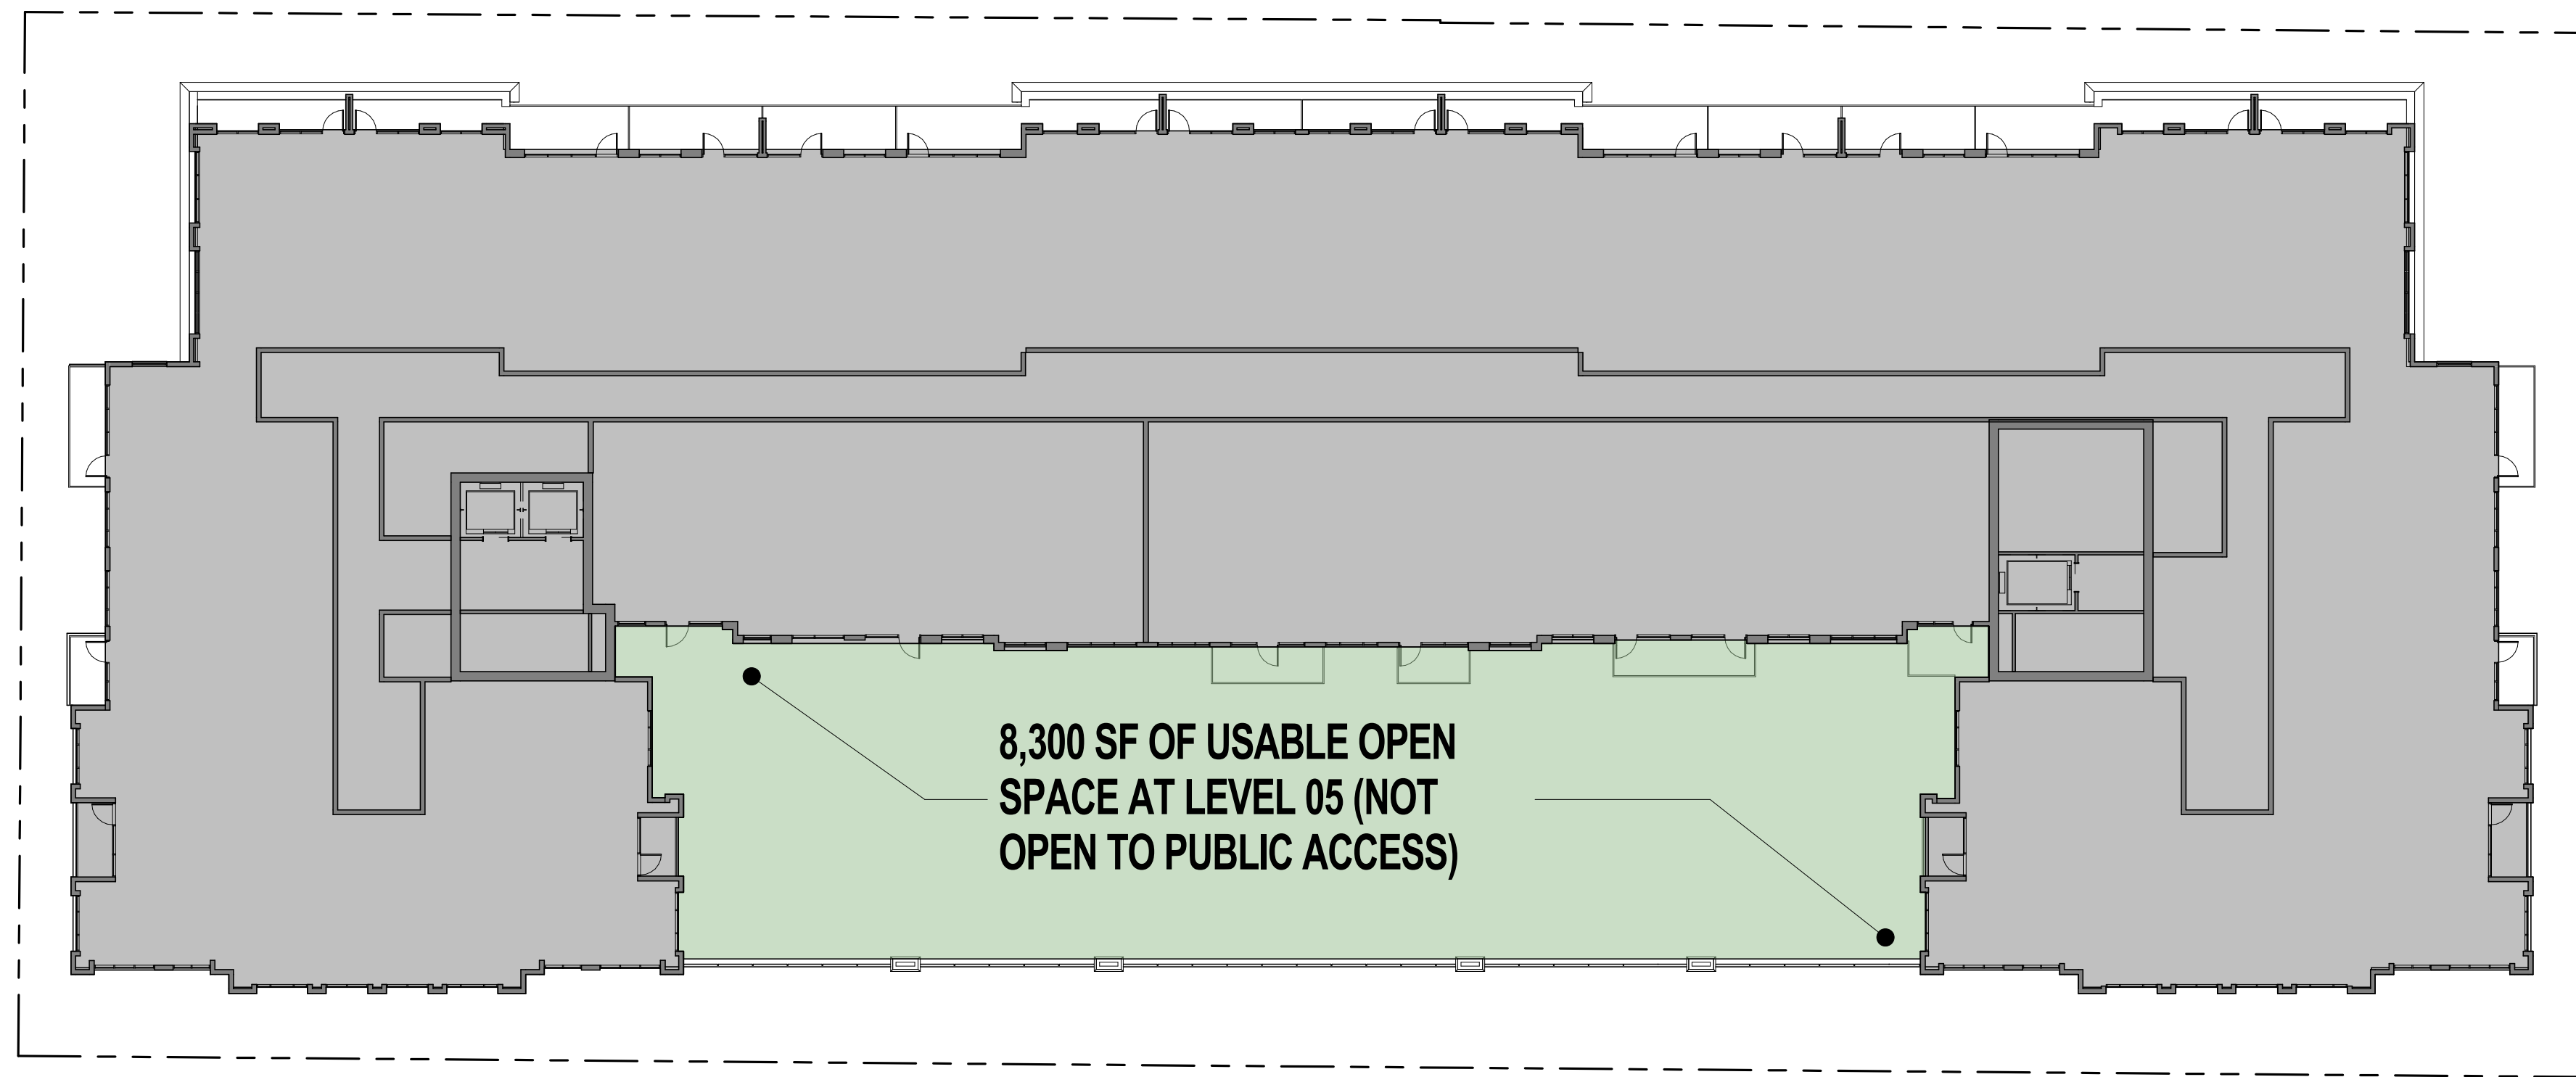 8,300 SF OF USABLE OPEN
SPACE AT LEVEL 05 (NOT
OPEN TO PUBLIC ACCESS)